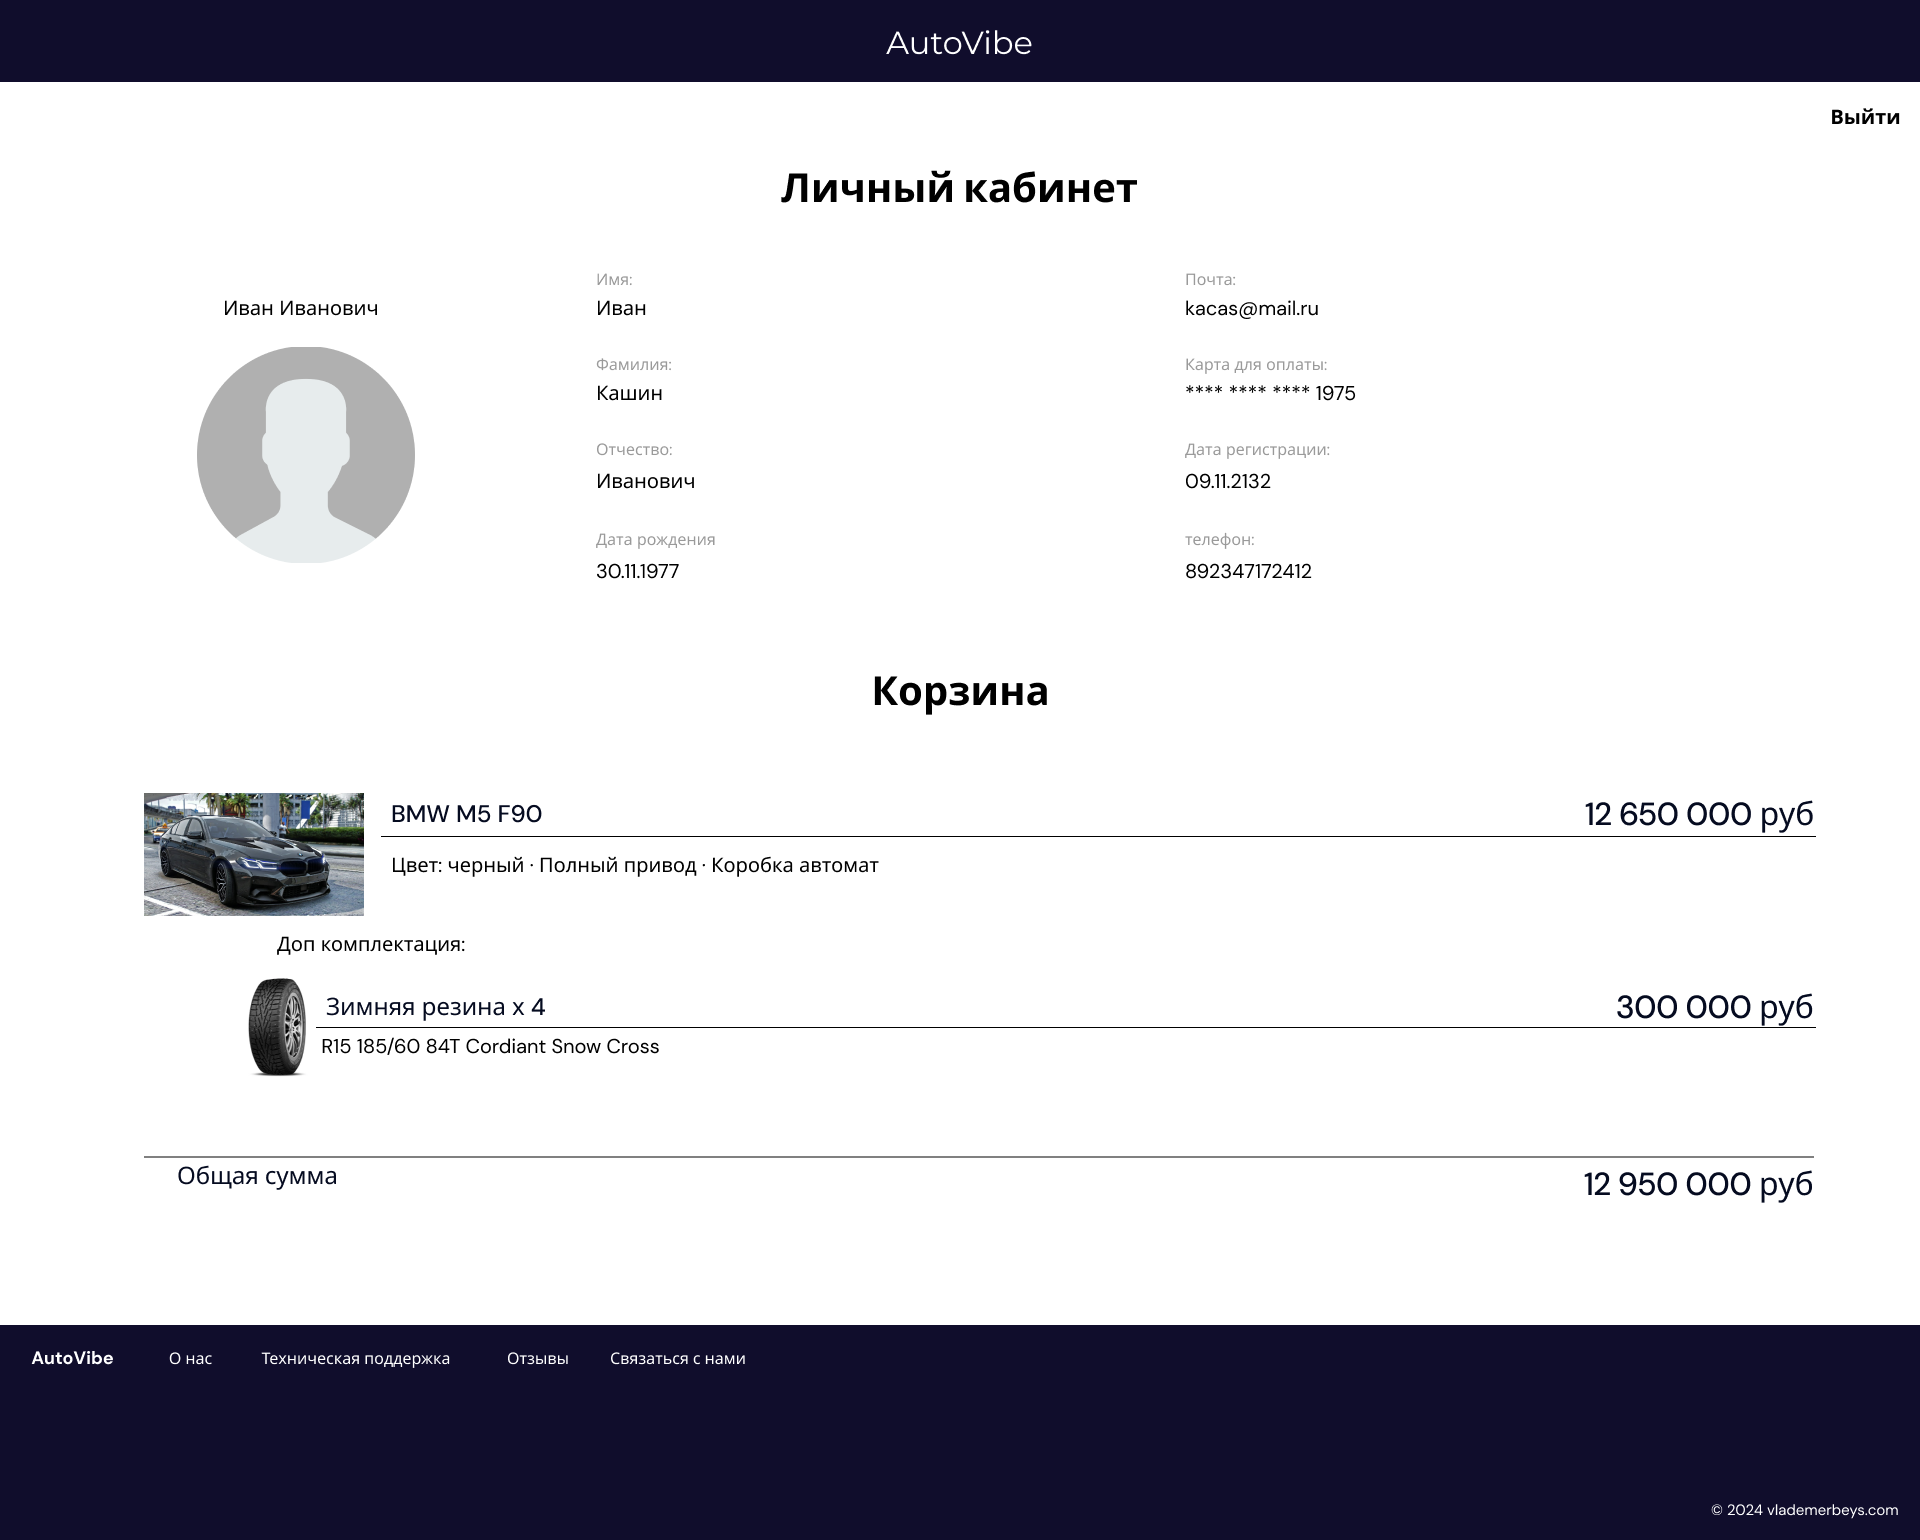 AutoVibe
Выйти
Личный кабинет
Иван Иванович
Имя:
Иван
Фамилия:
Кашин
Отчество:
Иванович
Дата рождения
30.11.1977
Почта:
kacas@mail.ru
Карта для оплаты:
**** **** **** 1975
Дата регистрации:
09.11.2132
телефон:
892347172412
Корзина
BMW M5 F90
12 650 000 руб
Цвет: черный · Полный привод · Коробка автомат
Доп комплектация:
Зимняя резина x 4
300 000 руб
R15 185/60 84T Cordiant Snow Cross
Общая сумма
12 950 000 руб
AutoVibe О нас Техническая поддержка Отзывы Связаться с нами
© 2024 vlademerbeys.com